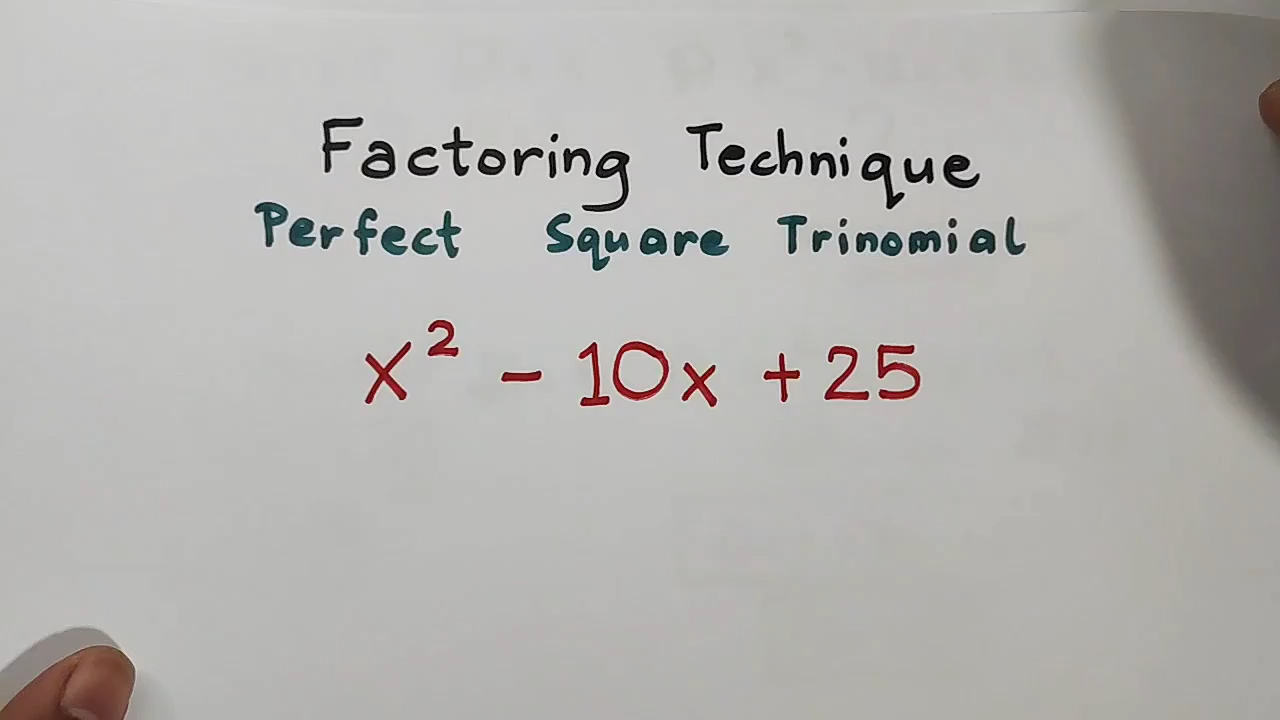 Factoring Technique
Perfect Square Trinomial
x² - 10x + 25